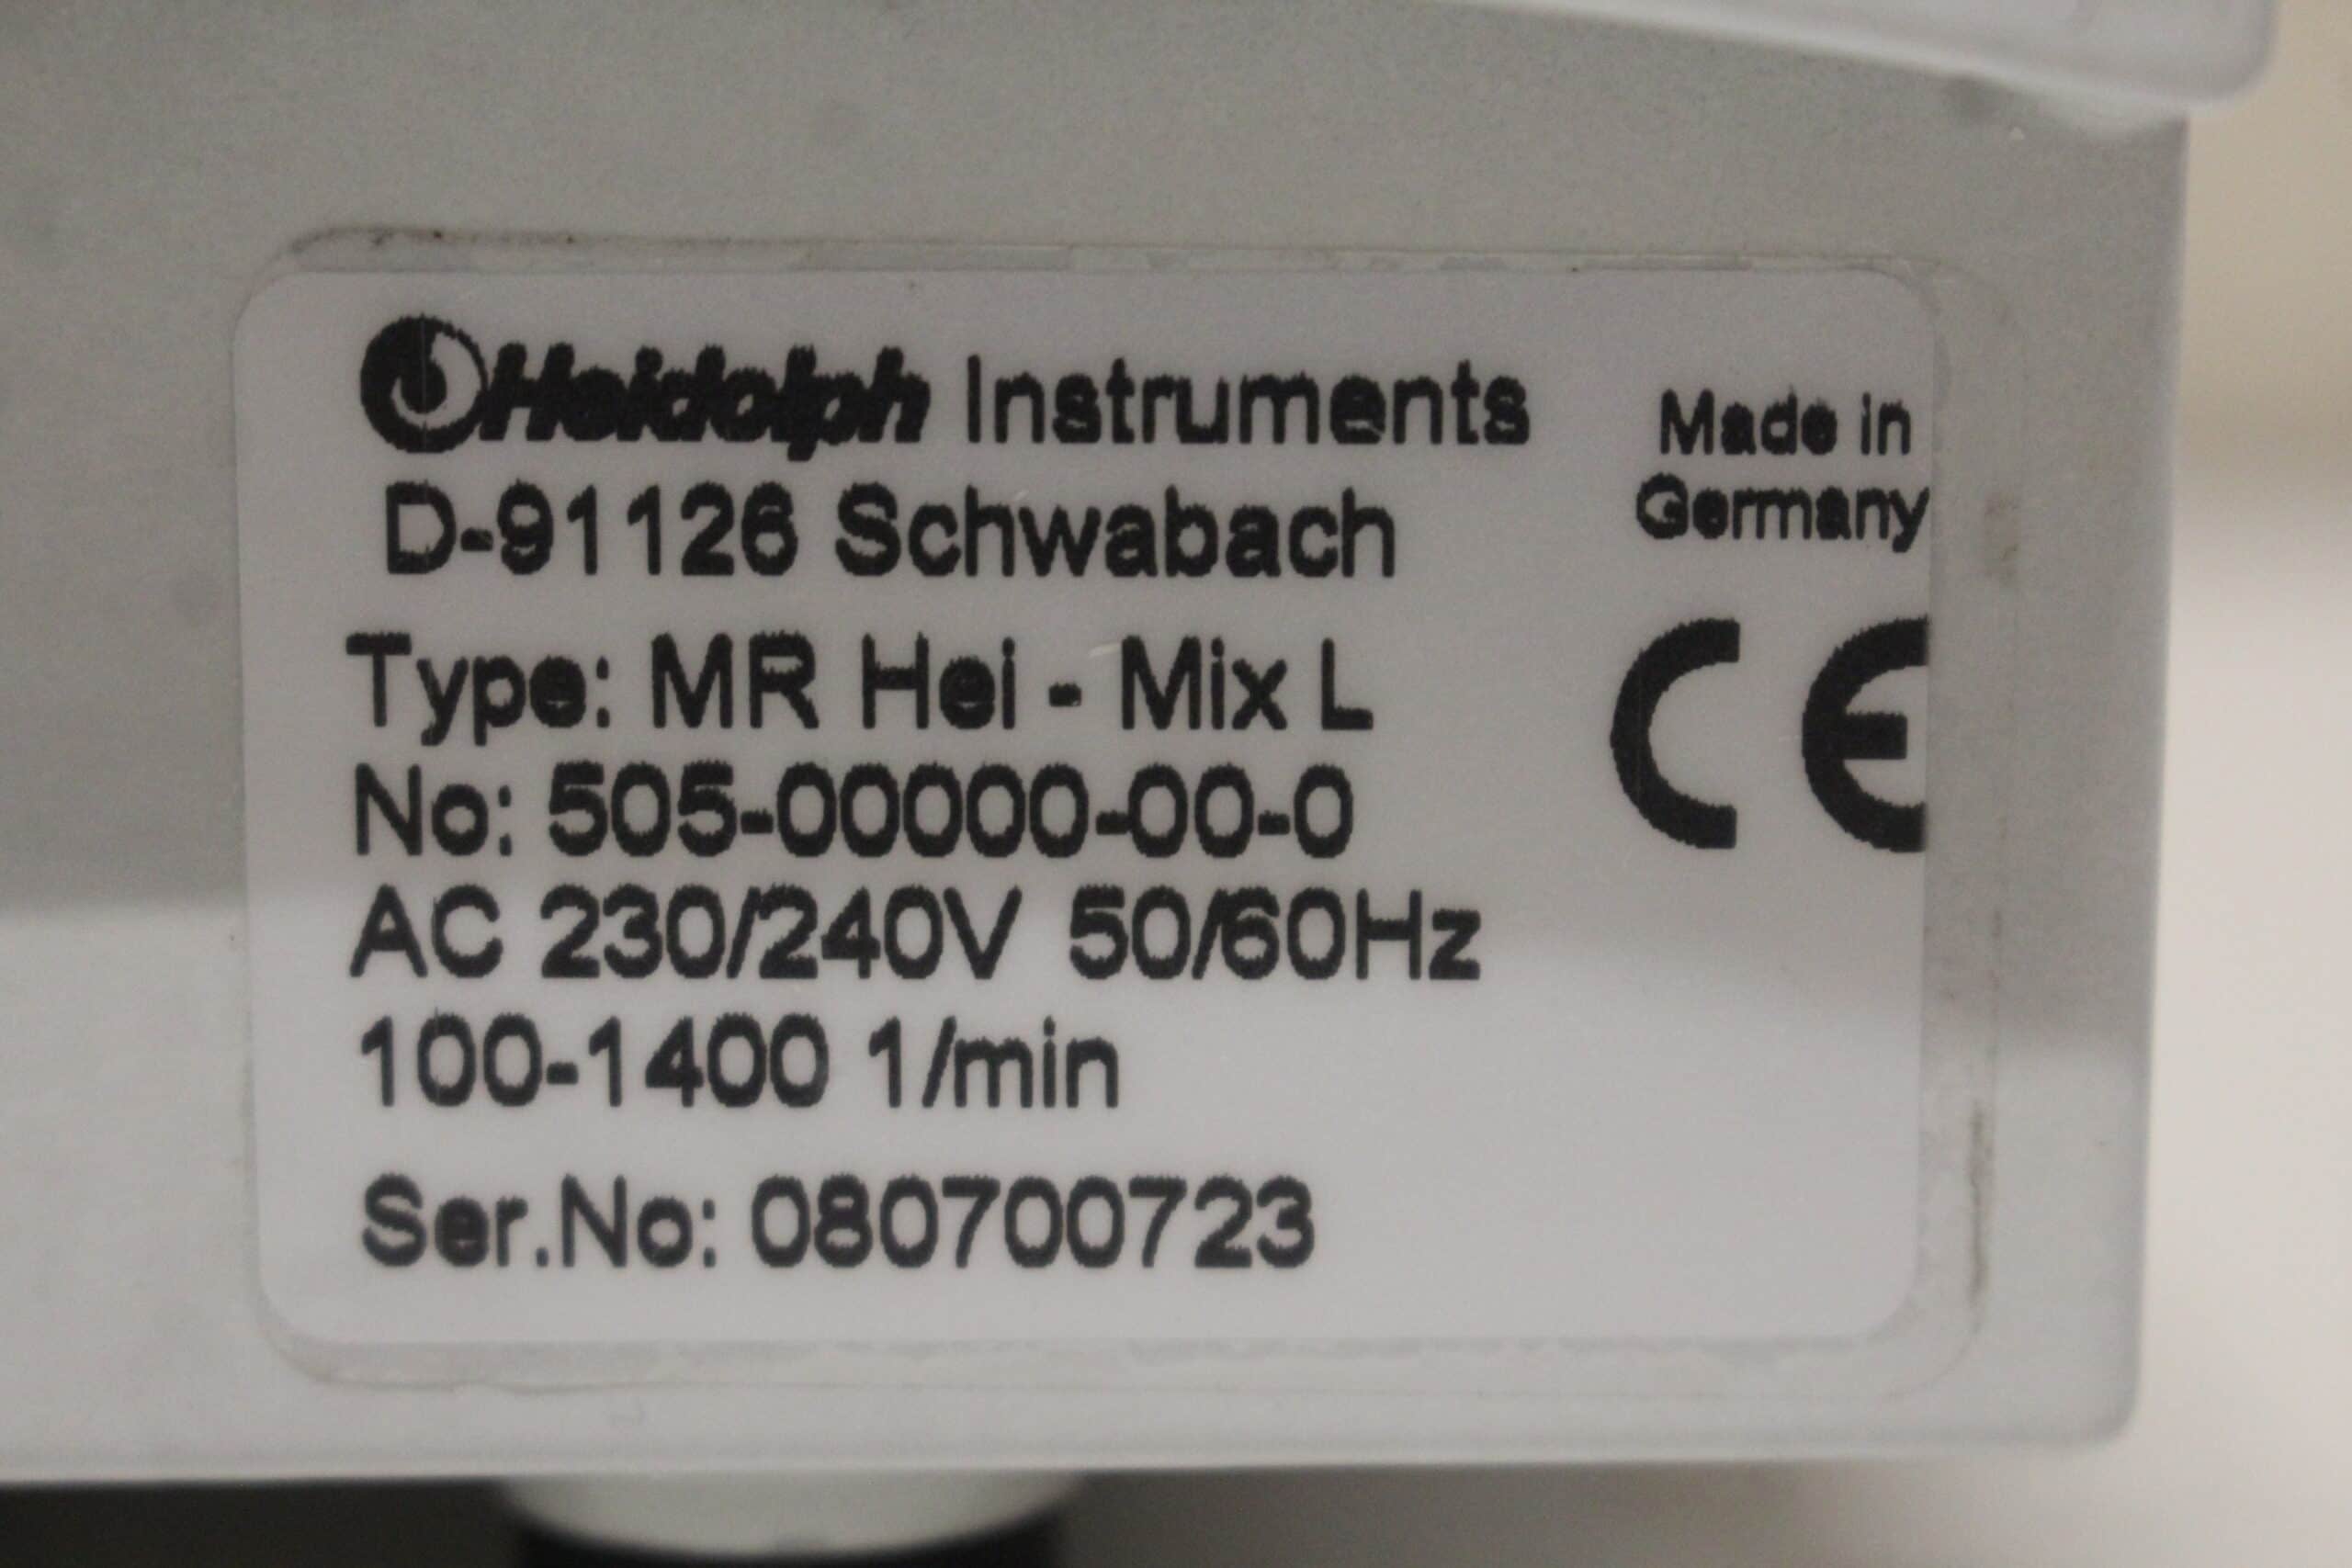 Heidolph Instruments
D-91126 Schwabach
Made in
Germany
CE
Type: MR Hei - Mix L
No: 505-00000-00-0
AC 230/240V 50/60Hz
100-1400 1/min
Ser.No: 080700723